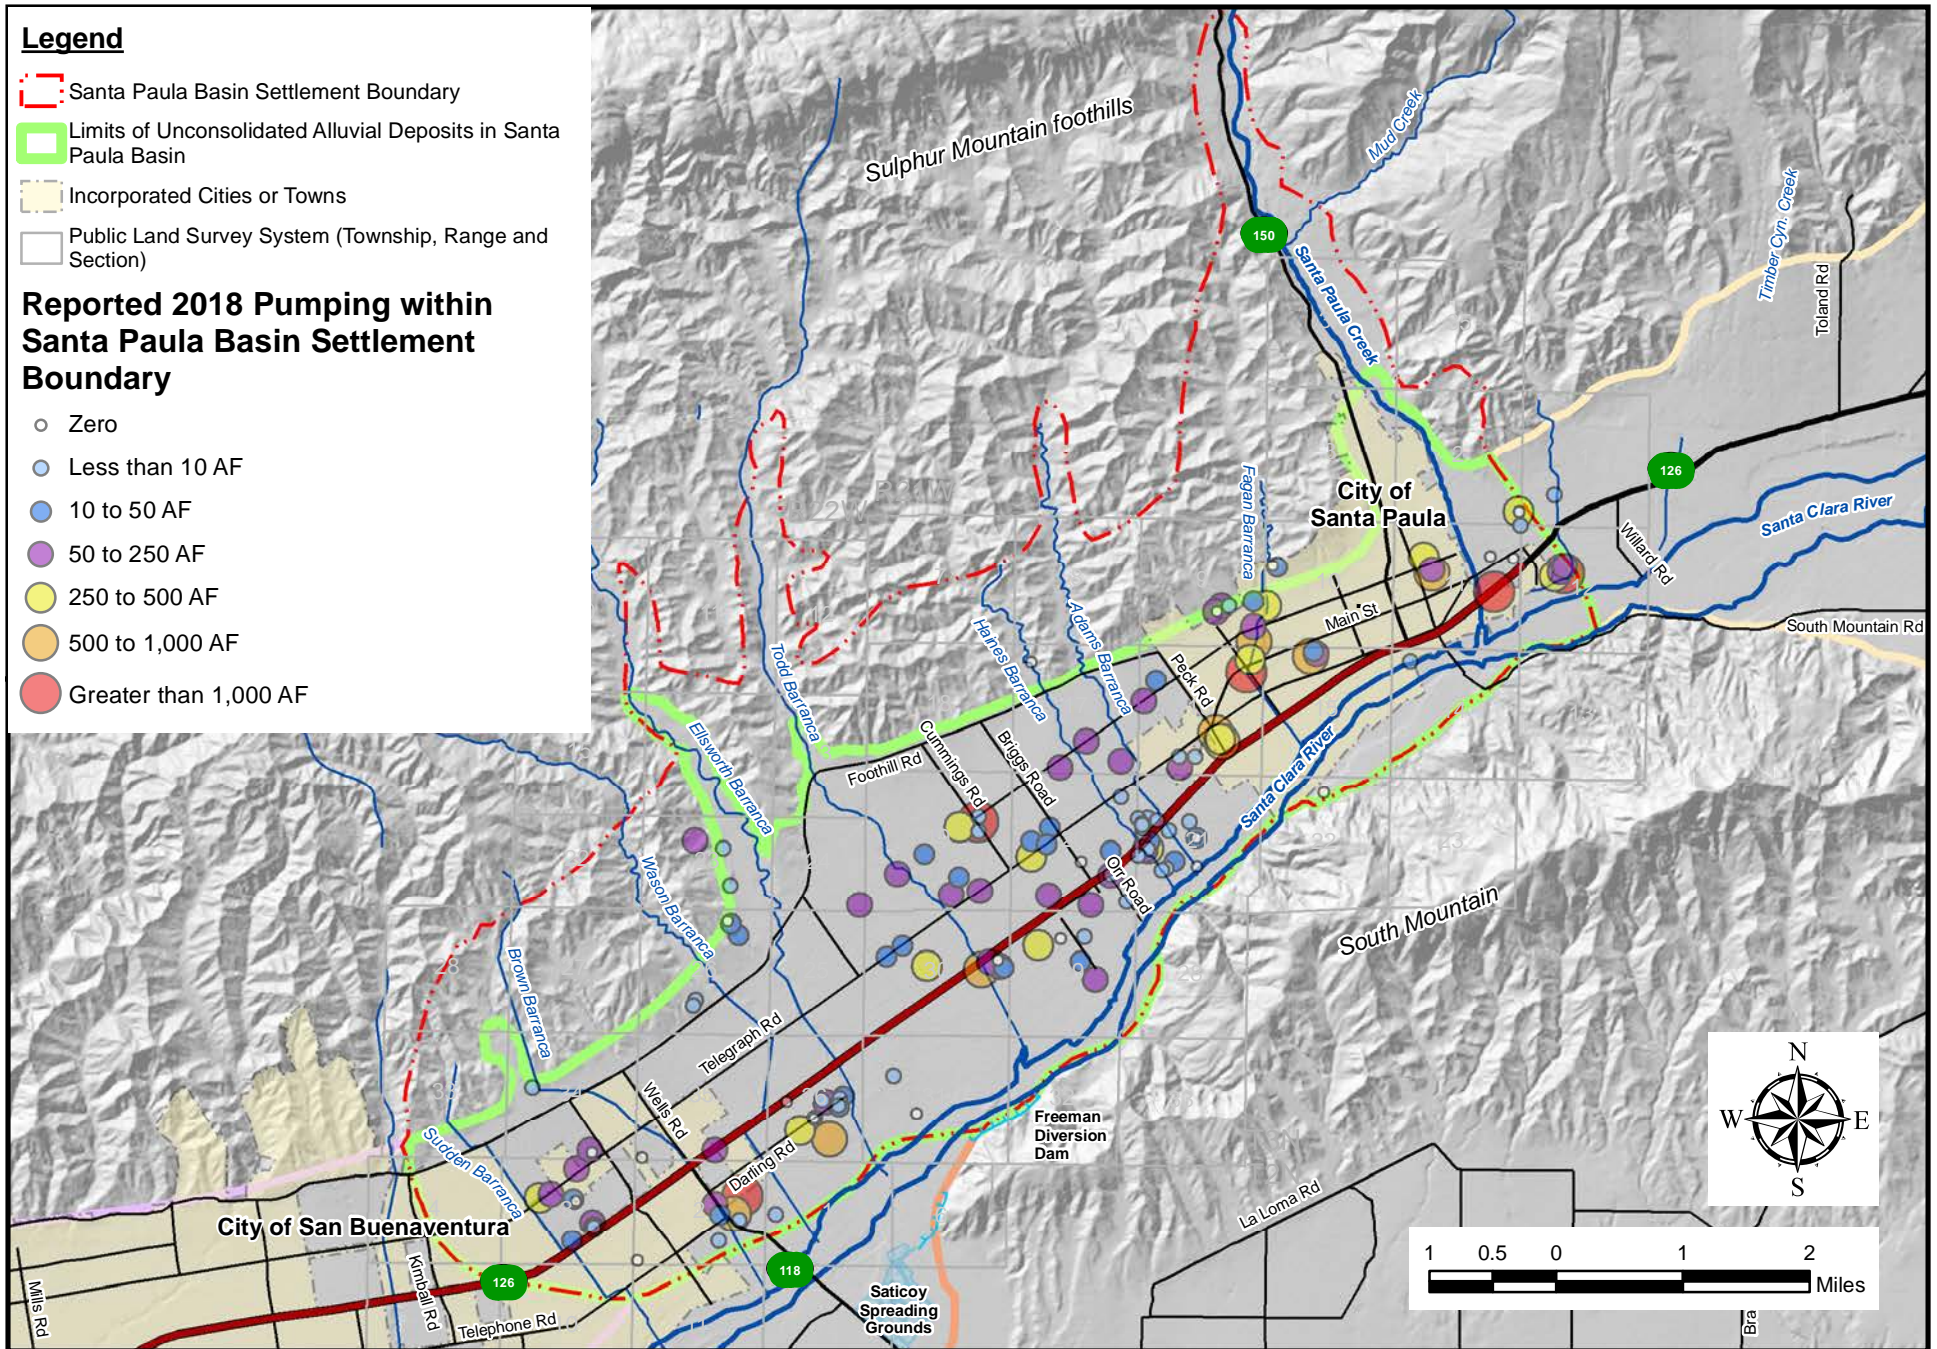 Legend
Santa Paula Basin Settlement Boundary
Limits of Unconsolidated Alluvial Deposits in Santa
Paula Basin
Incorporated Cities or Towns
Public Land Survey System (Township, Range and
Section)
Reported 2018 Pumping within
Santa Paula Basin Settlement
Boundary
Zero
Less than 10 AF
10 to 50 AF
50 to 250 AF
250 to 500 AF
500 to 1,000 AF
Greater than 1,000 AF
Sulphur Mountain foothills
Mud Creek
150
Santa Paula Creek
Timber Cyn. Creek
Toland Rd
126
Santa Clara River
Willard Rd
South Mountain Rd
City of
Santa Paula
Fagan Barranca
Main St
Peck Rd
Adams Barranca
Haines Barranca
Todd Barranca
Ellsworth Barranca
Foothill Rd
Cummings Rd
Briggs Road
Santa Clara River
Orr Road
South Mountain
Wason Barranca
Brown Barranca
Telegraph Rd
Wells Rd
Darling Rd
Sudden Barranca
Freeman
Diversion
Dam
City of San Buenaventura
Kimball Rd
Mills Rd
126
Telephone Rd
118
Saticoy
Spreading
Grounds
La Loma Rd
Bra
N
W
E
S
1
0.5
0
1
2
Miles